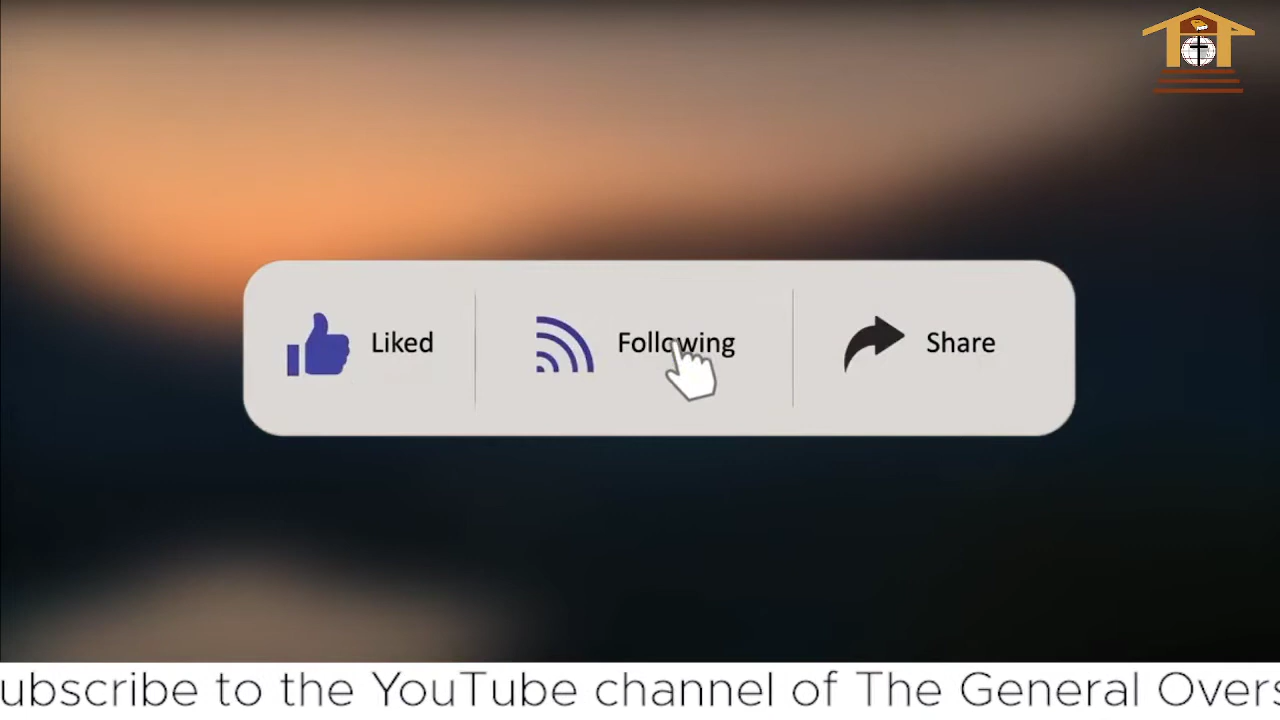 Liked
Following
Share
ubscribe to the YouTube channel of The General Overs